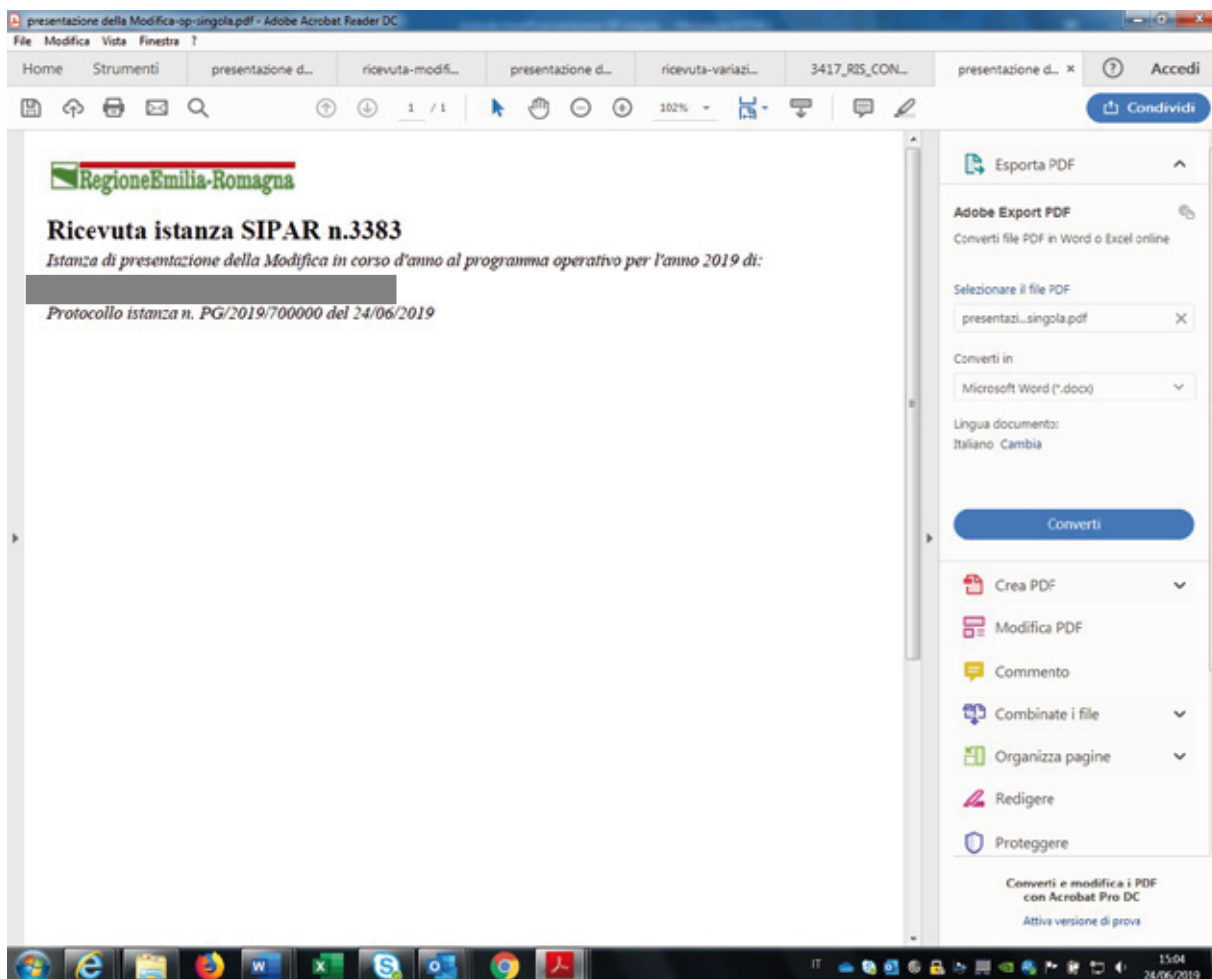 presentazione della Modifica-op-singola.pdf - Adobe Acrobat Reader DC
File Modifica Vista Finestra ?
Home Strumenti presentazione d... ricevuta-modifi... presentazione d... ricevuta-variazi... 3417_RIS_CON... presentazione d... × ? Accedi
1 / 1 102% Condividi
RegioneEmilia-Romagna
Ricevuta istanza SIPAR n.3383
Istanza di presentazione della Modifica in corso d'anno al programma operativo per l'anno 2019 di:
Protocollo istanza n. PG/2019/700000 del 24/06/2019
Esporta PDF
Adobe Export PDF
Converti file PDF in Word o Excel online
Selezionare il file PDF
presentazi...singola.pdf
Converti in
Microsoft Word (*.docx)
Lingua documento:
Italiano Cambia
Converti
Crea PDF
Modifica PDF
Commento
Combinate i file
Organizza pagine
Redigere
Proteggere
Converti e modifica i PDF
con Acrobat Pro DC
Attiva versione di prova
IT
15:04
24/06/2019